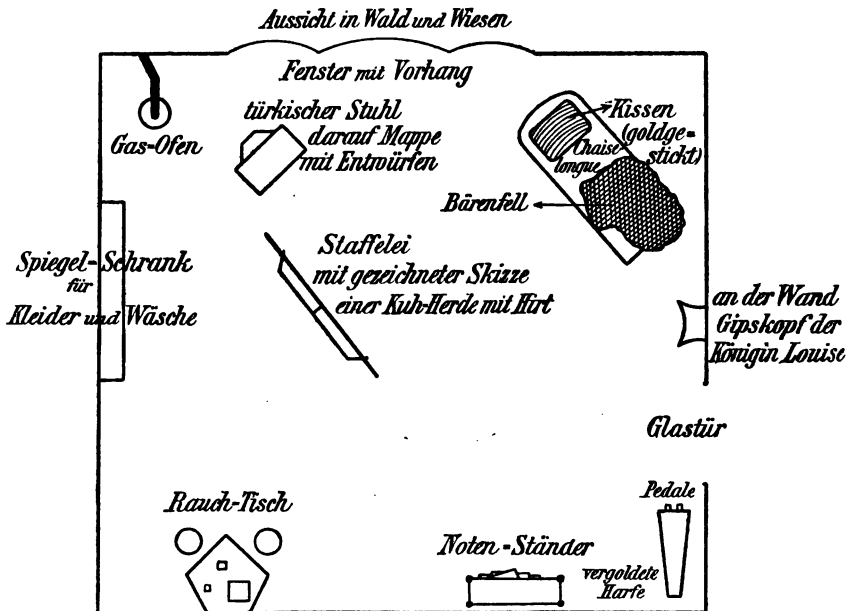 Aussicht in Wald und Wiesen
Fenster mit Vorhang
Gas-Ofen
türkischer Stuhl
darauf Mappe
mit Entwürfen
Kissen
(goldge-
stickt)
Chaise
longue
Bärenfell
Spiegel-Schrank
für
Kleider und Wäsche
Staffelei
mit gezeichneter Skizze
einer Kuh-Herde mit Hirt
an der Wand
Gipskopf der
Königin Louise
Glastür
Rauch-Tisch
Noten-Ständer
Pedale
vergoldete
Harfe